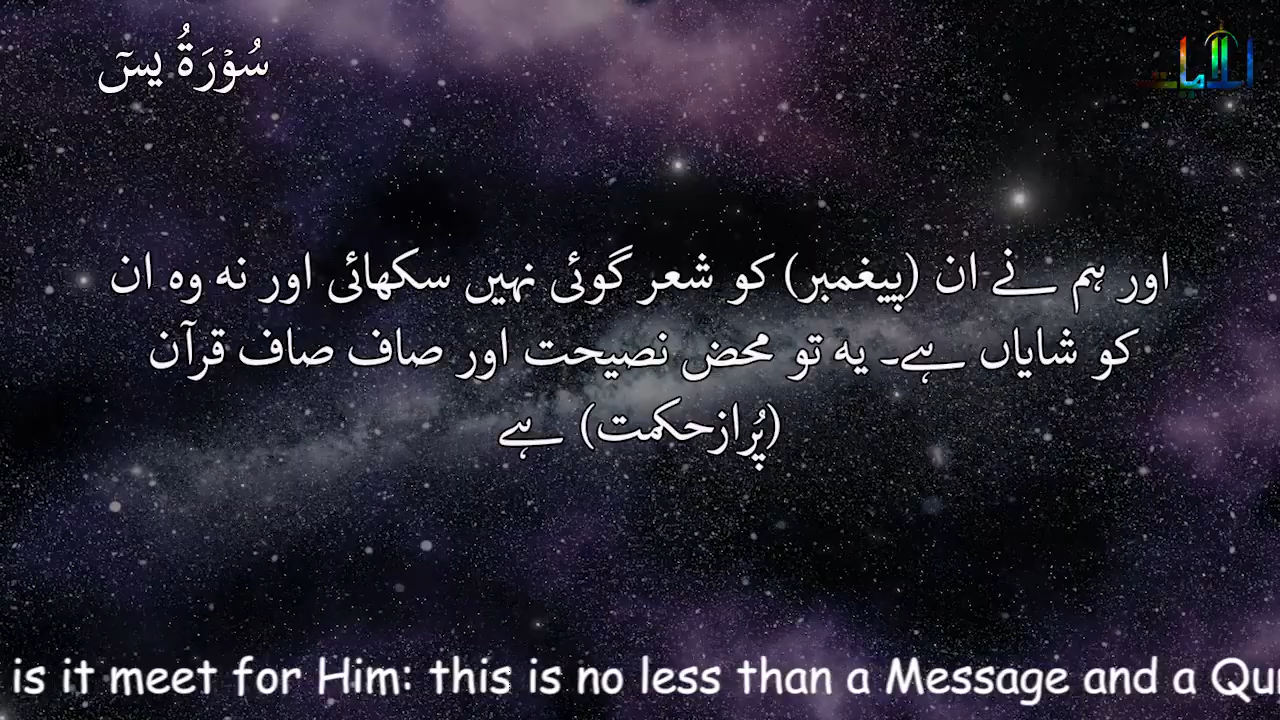 سُوْرَةُ يسٓ
اور ہم نے ان (پیغمبر) کو شعر گوئی نہیں سکھائی اور نہ وہ ان
کو شایاں ہے۔ یہ تو محض نصیحت اور صاف صاف قرآن
(پُرازحکمت) ہے
is it meet for Him: this is no less than a Message and a Qu